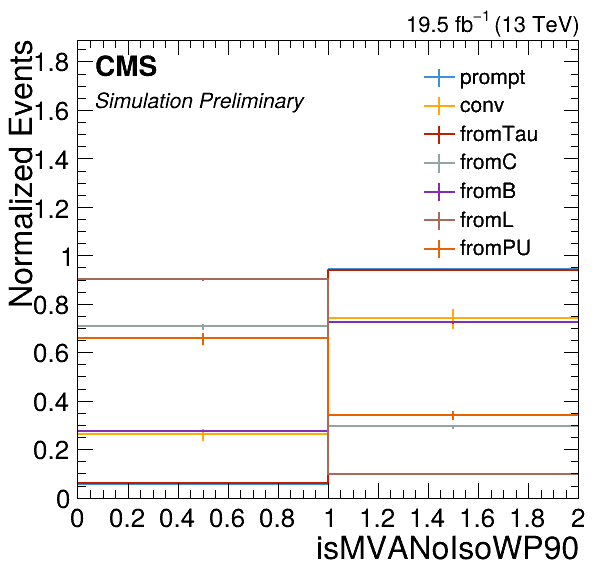 19.5 fb⁻¹ (13 TeV)
CMS
Simulation Preliminary
Normalized Events
prompt
conv
fromTau
fromC
fromB
fromL
fromPU
1.8
1.6
1.4
1.2
1
0.8
0.6
0.4
0.2
0
0 0.2 0.4 0.6 0.8 1 1.2 1.4 1.6 1.8 2
isMVANoIsoWP90